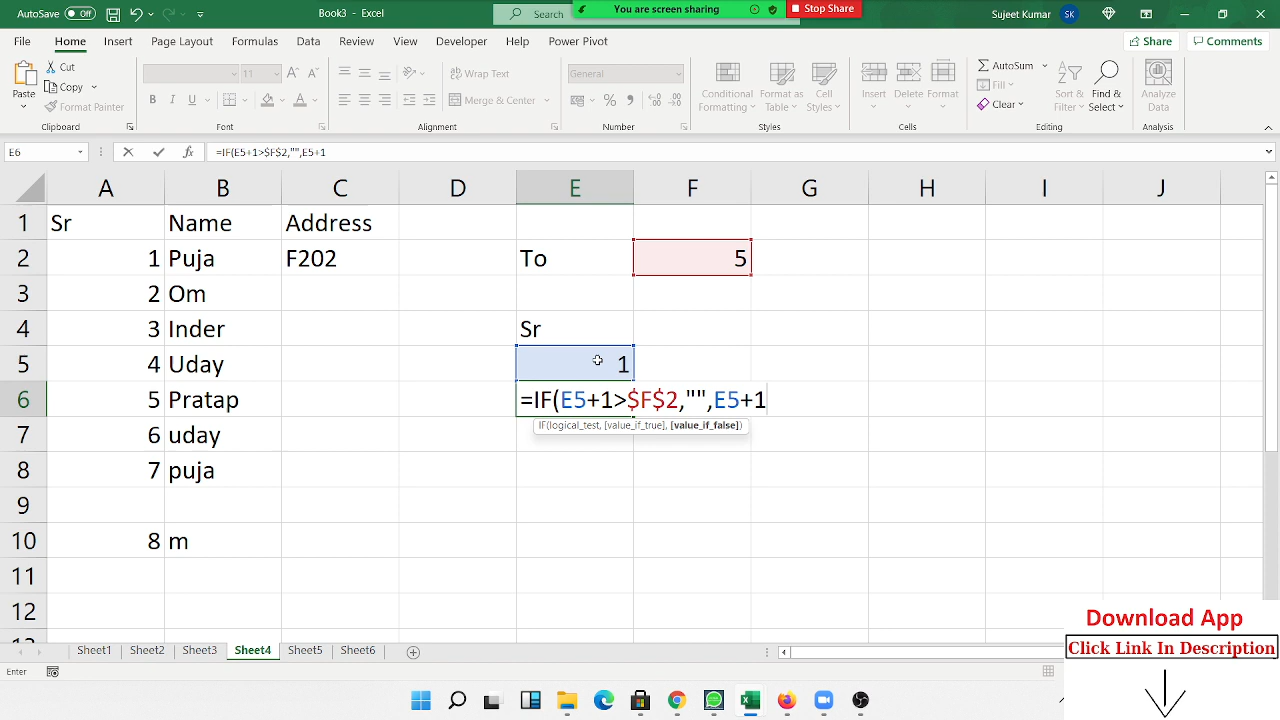 AutoSave Off Book3 - Excel Search You are screen sharing Stop Share Sujeet Kumar SK
File Home Insert Page Layout Formulas Data Review View Developer Help Power Pivot Share Comments
Paste Cut Copy Format Painter Clipboard
11 B I U Font
Wrap Text Merge & Center Alignment
General % Number
Conditional Formatting Format as Table Cell Styles Styles
Insert Delete Format Cells
AutoSum Fill Clear Sort & Filter Find & Select Editing
Analyze Data Analysis
E6 fx =IF(E5+1>$F$2,"",E5+1
A B C D E F G H I J
1 Sr Name Address
2 1 Puja F202 To 5
3 2 Om
4 3 Inder Sr
5 4 Uday 1
6 5 Pratap =IF(E5+1>$F$2,"",E5+1
IF(logical_test, [value_if_true], [value_if_false])
7 6 uday
8 7 puja
9
10 8 m
11
12
Sheet1 Sheet2 Sheet3 Sheet4 Sheet5 Sheet6
Enter
Download App
Click Link In Description